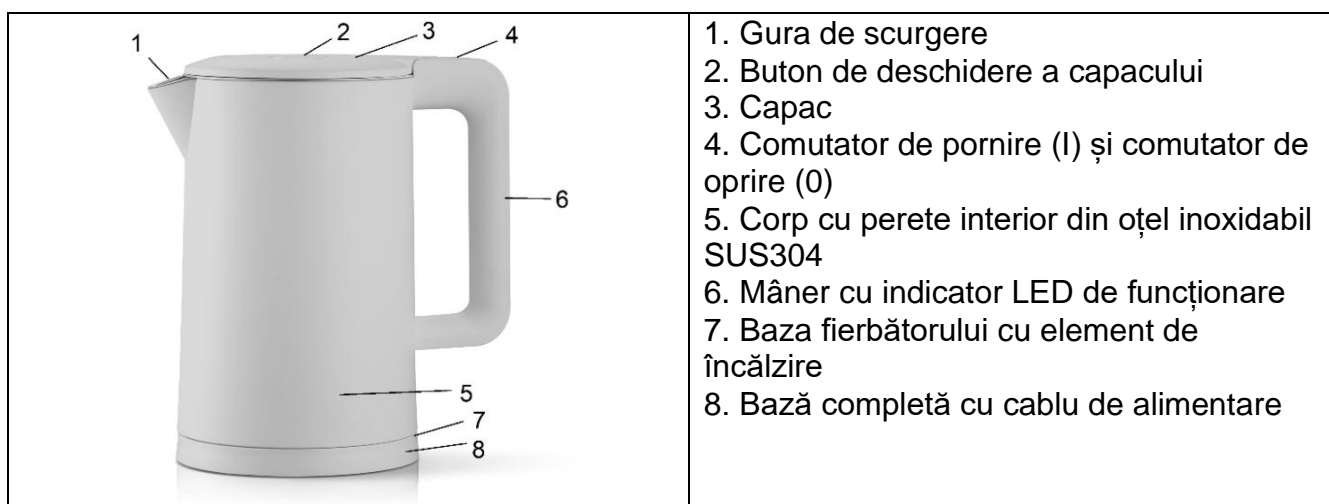 1
2
3
4
6
5
7
8
1. Gura de scurgere
2. Buton de deschidere a capacului
3. Capac
4. Comutator de pornire (I) și comutator de
oprire (0)
5. Corp cu perete interior din oțel inoxidabil
SUS304
6. Mâner cu indicator LED de funcționare
7. Baza fierbătorului cu element de
încălzire
8. Bază completă cu cablu de alimentare